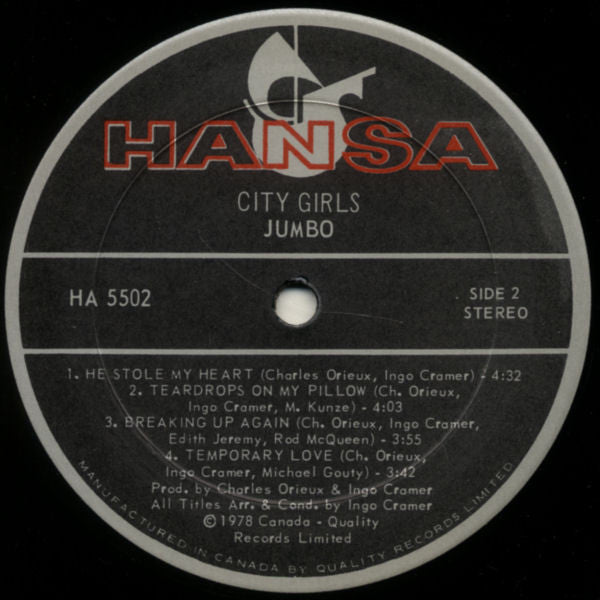 HANSA
CITY GIRLS
JUMBO
HA 5502
SIDE 2
STEREO
1. HE STOLE MY HEART (Charles Orieux, Ingo Cramer) - 4:32
2. TEARDROPS ON MY PILLOW (Ch. Orieux,
Ingo Cramer, M. Kunze) - 4:03
3. BREAKING UP AGAIN (Ch. Orieux, Ingo Cramer,
Edith Jeremy, Rod McQueen) - 3:55
4. TEMPORARY LOVE (Ch. Orieux,
Ingo Cramer, Michael Gouty) - 3:42
Prod. by Charles Orieux & Ingo Cramer
All Titles Arr. & Cond. by Ingo Cramer
©1978 Canada - Quality
Records Limited
MANUFACTURED IN CANADA BY QUALITY RECORDS LIMITED